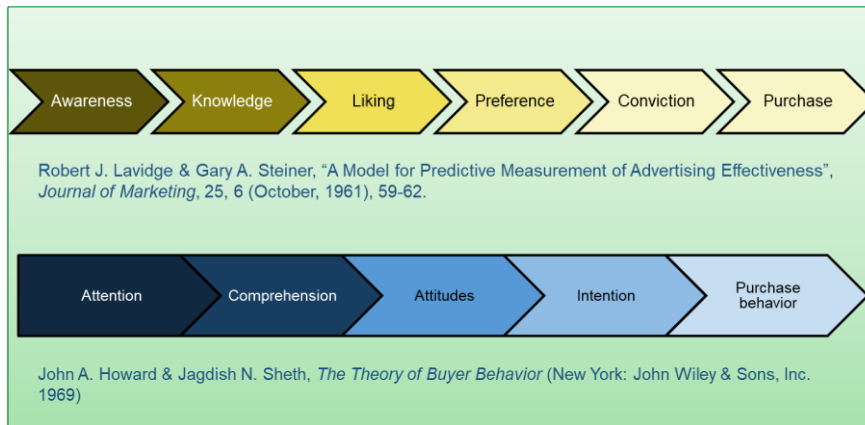 Awareness Knowledge Liking Preference Conviction Purchase
Robert J. Lavidge & Gary A. Steiner, “A Model for Predictive Measurement of Advertising Effectiveness”,
Journal of Marketing, 25, 6 (October, 1961), 59-62.
Attention Comprehension Attitudes Intention Purchase
behavior
John A. Howard & Jagdish N. Sheth, The Theory of Buyer Behavior (New York: John Wiley & Sons, Inc.
1969)